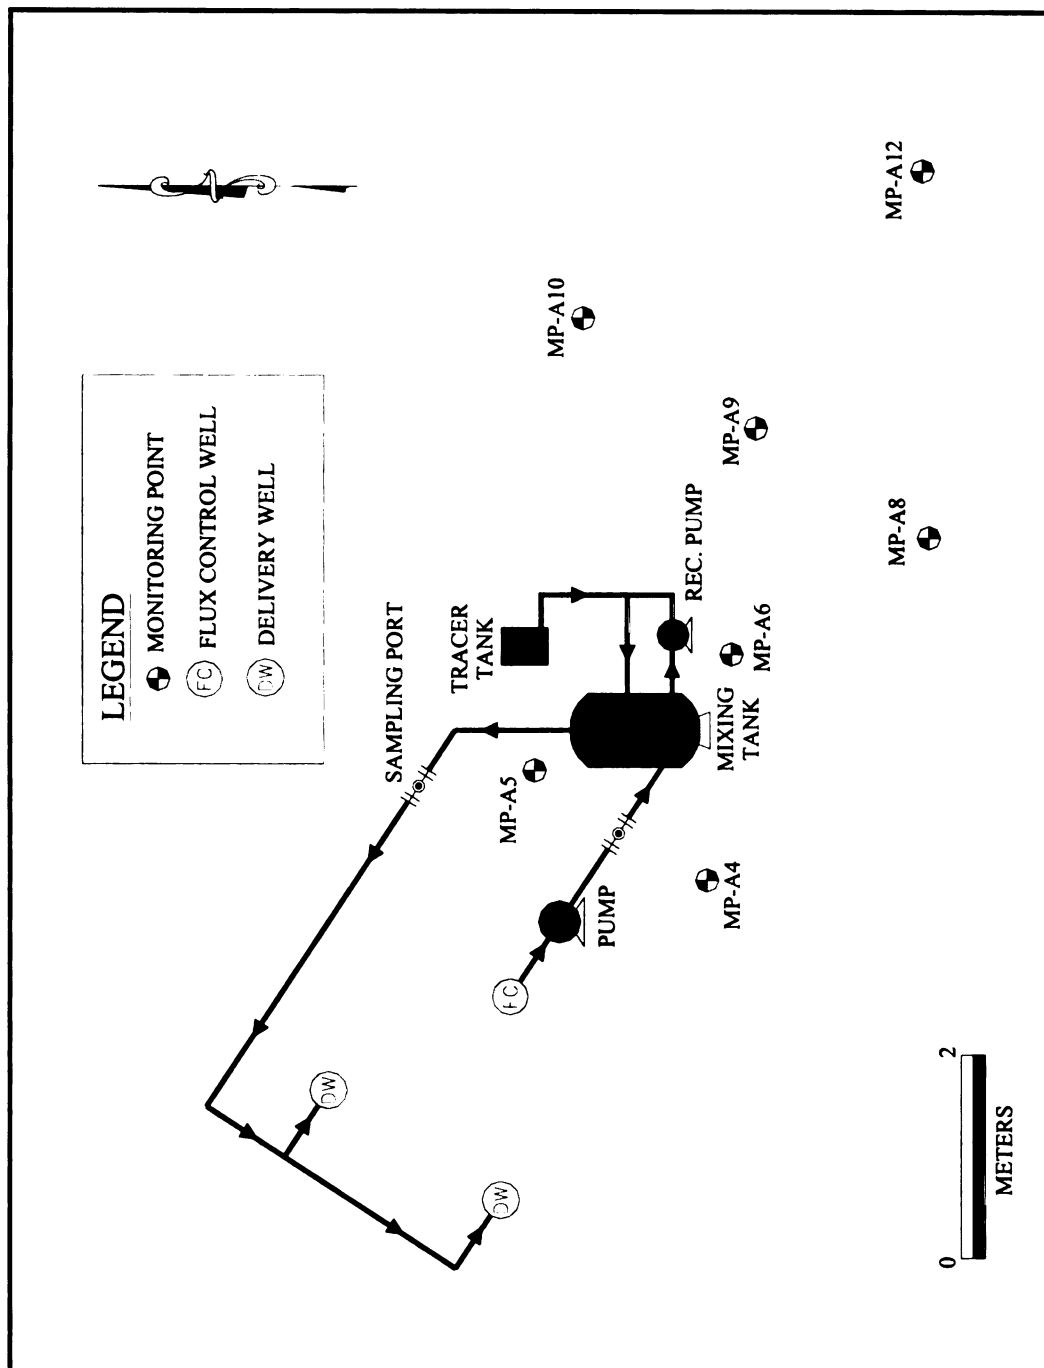 LEGEND
MONITORING POINT
FC
FLUX CONTROL WELL
DW
DELIVERY WELL
MP-A12
MP-A10
MP-A9
MP-A8
SAMPLING PORT
TRACER
TANK
REC. PUMP
MP-A6
MP-A5
MIXING
TANK
MP-A4
PUMP
FC
DW
DW
0
2
METERS